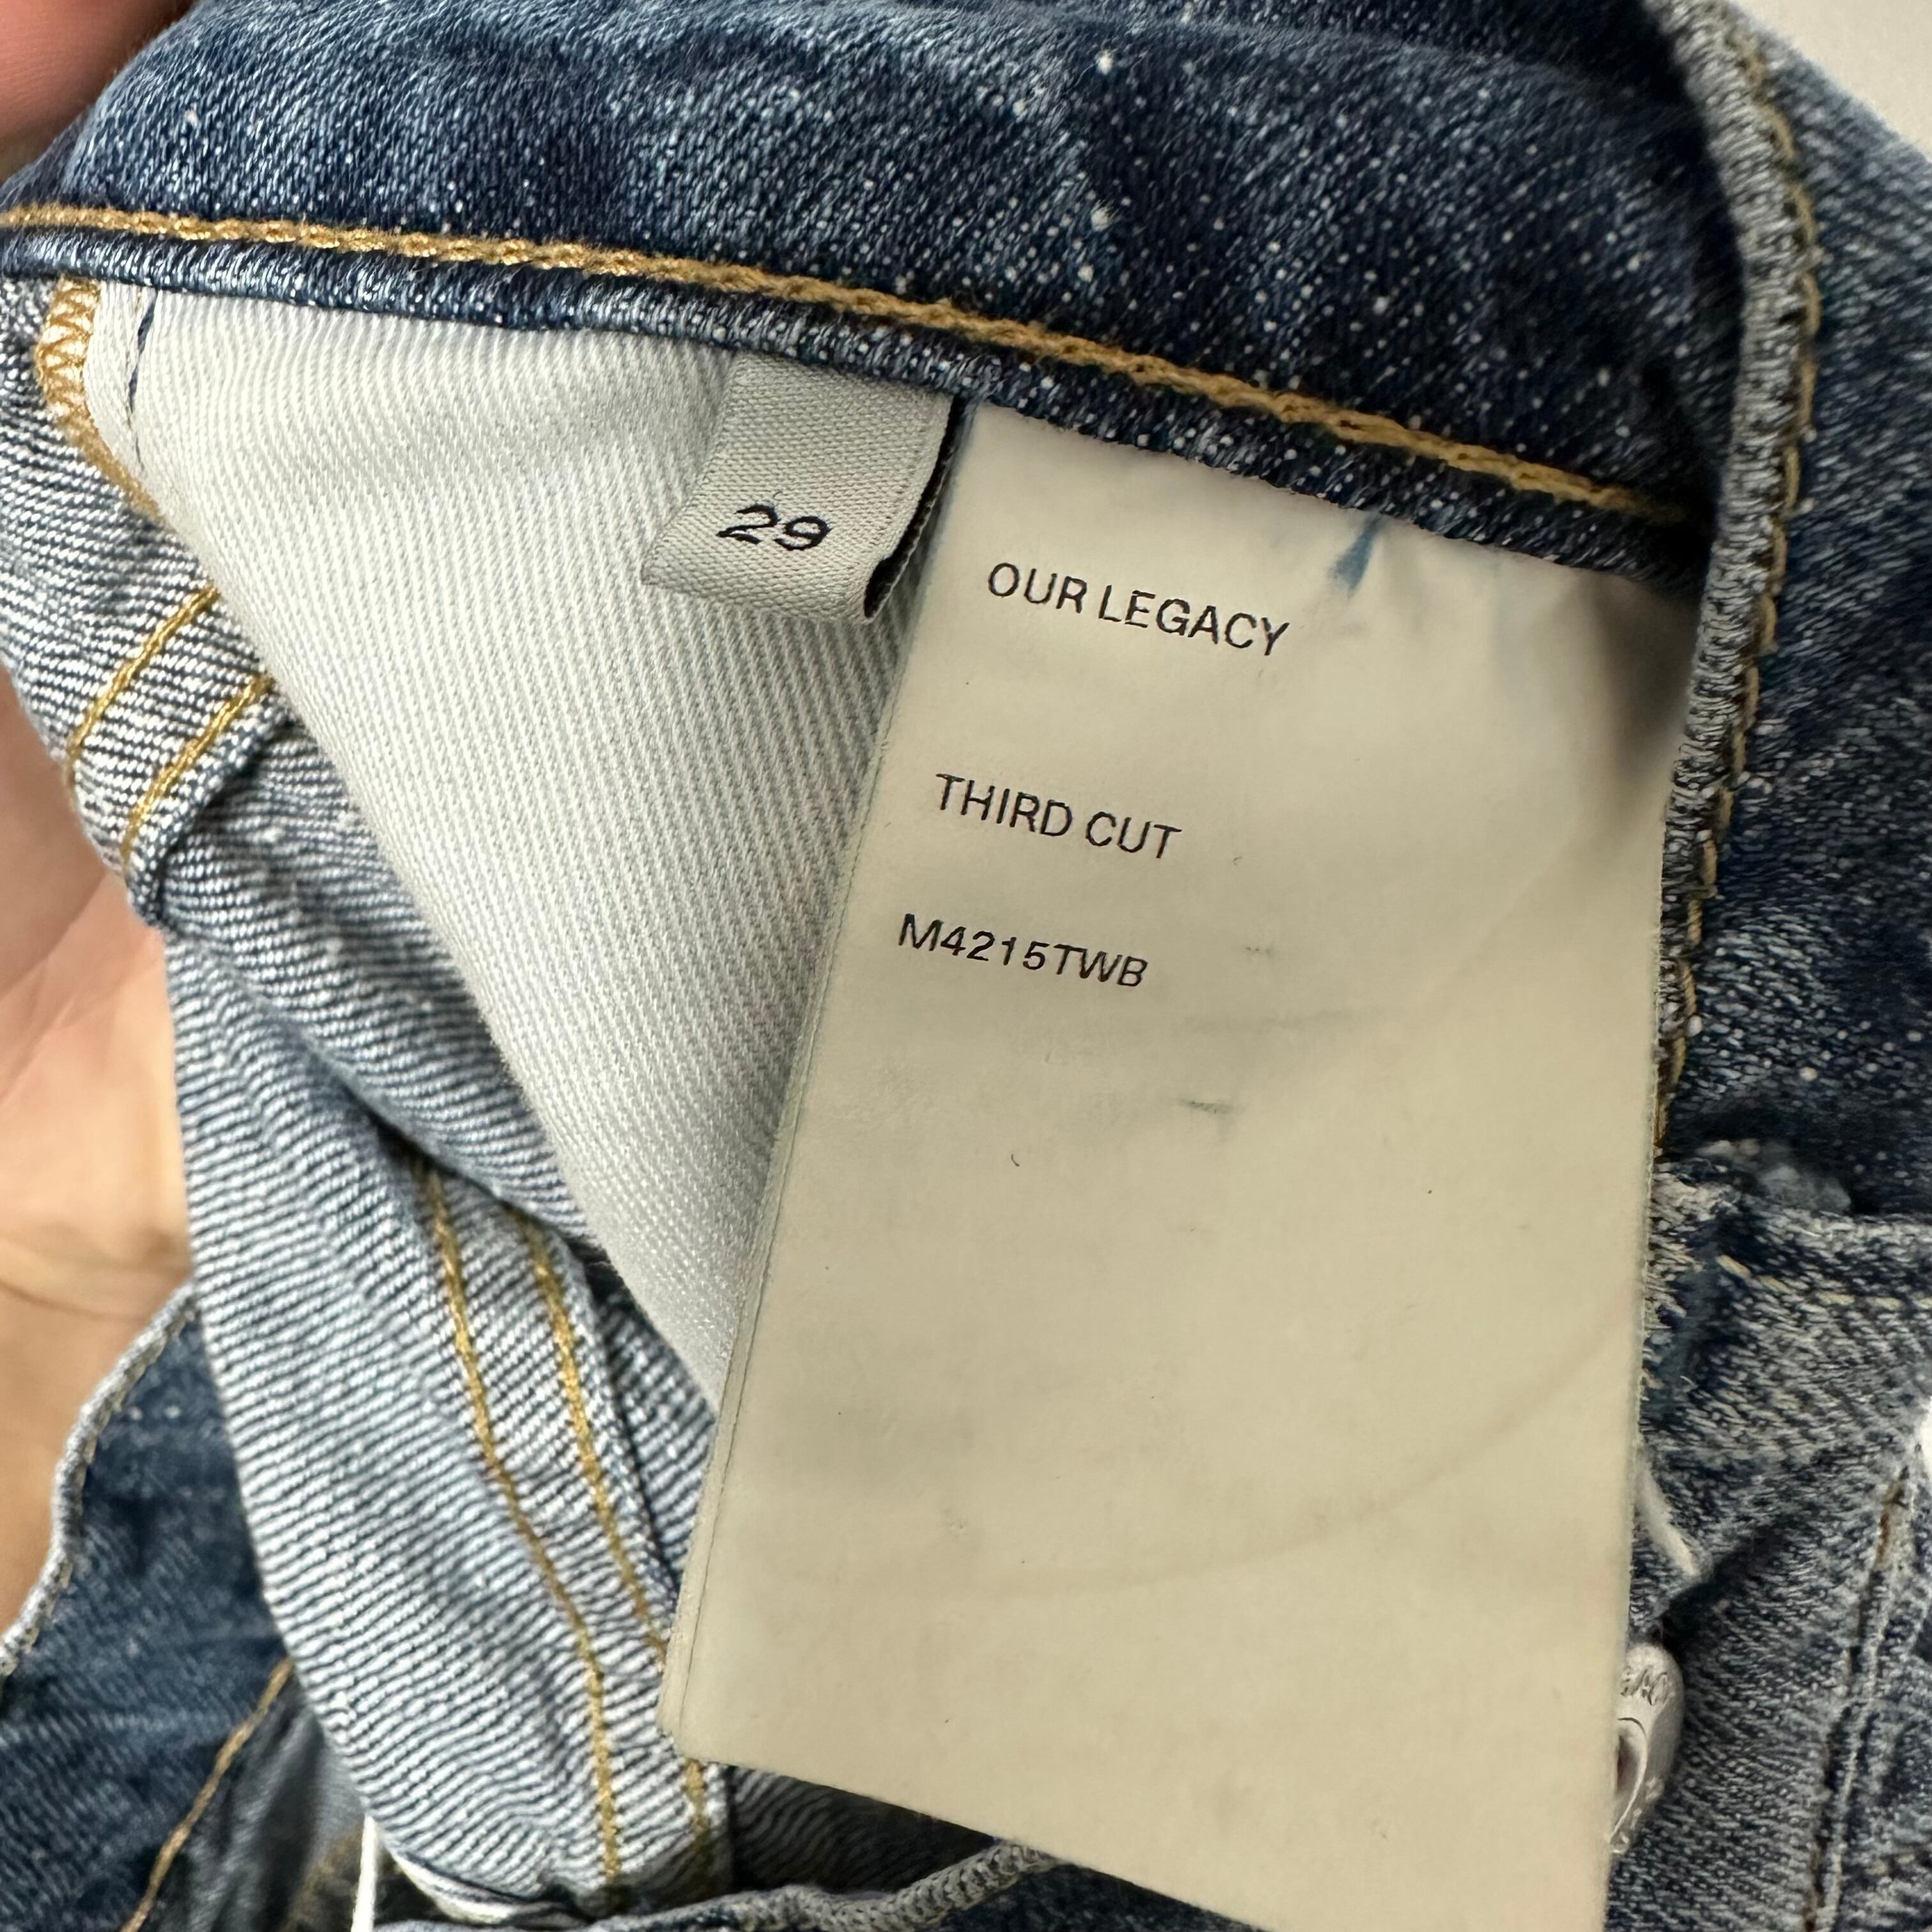 29
OUR LEGACY
THIRD CUT
M4215TWB